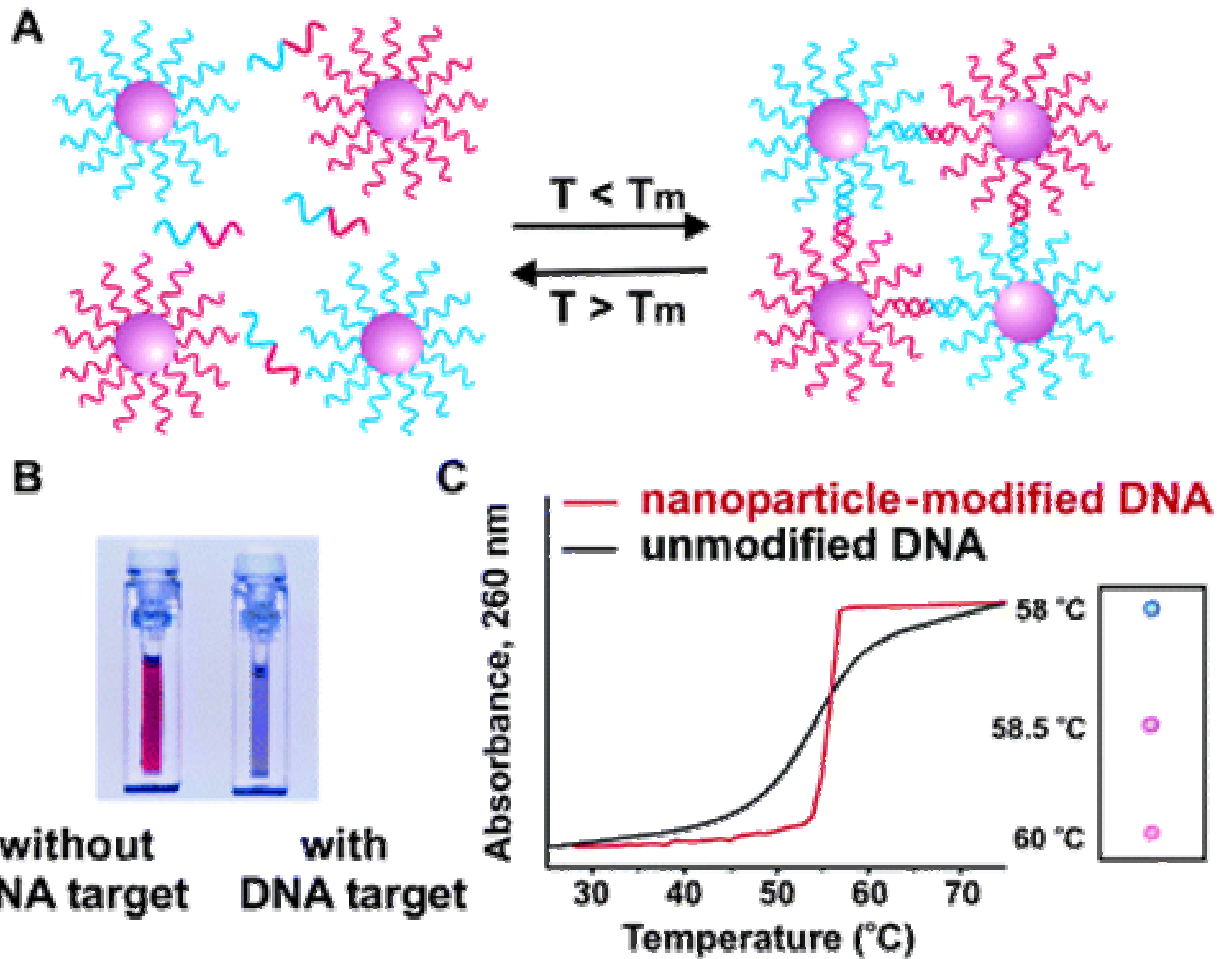 A
T < Tm
T > Tm
B
without
NA target
with
DNA target
C
nanoparticle-modified DNA
unmodified DNA
Absorbance, 260 nm
30 40 50 60 70
Temperature (°C)
58 °C
58.5 °C
60 °C